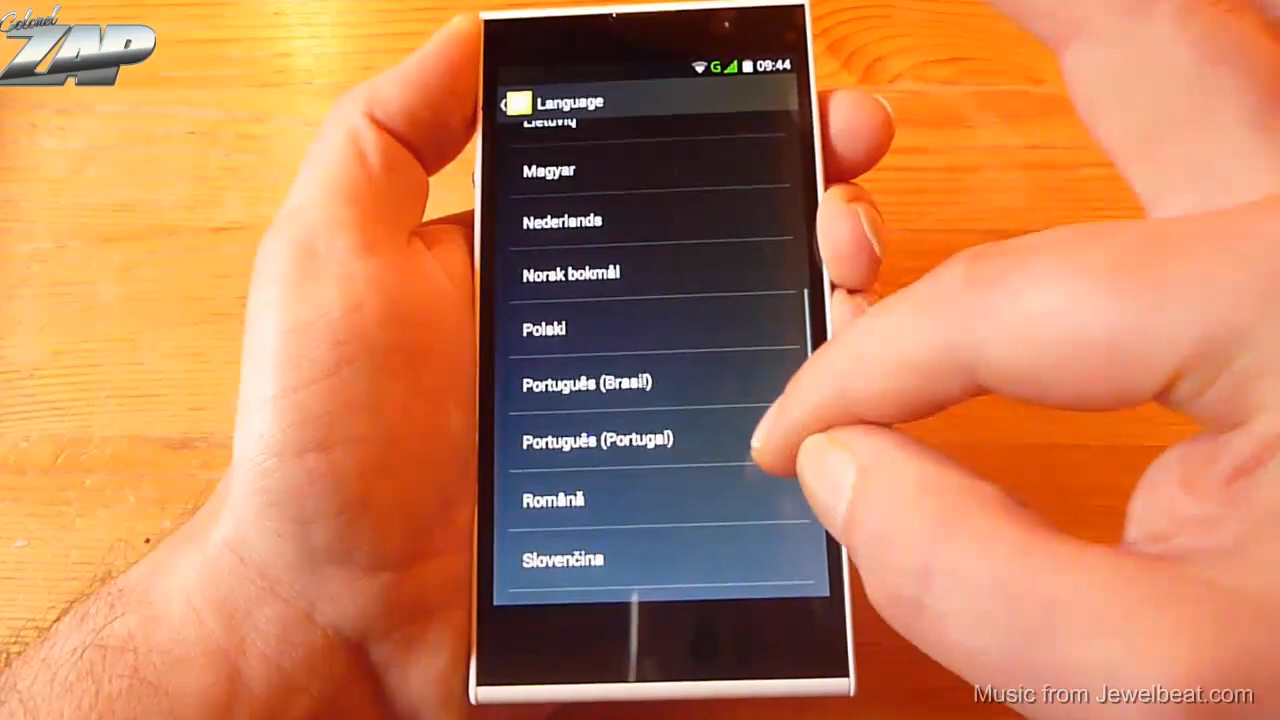 Colonel
ZAP
G 09:44
Language
Lietuvių
Magyar
Nederlands
Norsk bokmål
Polski
Português (Brasil)
Português (Portugal)
Română
Slovenčina
Music from Jewelbeat.com